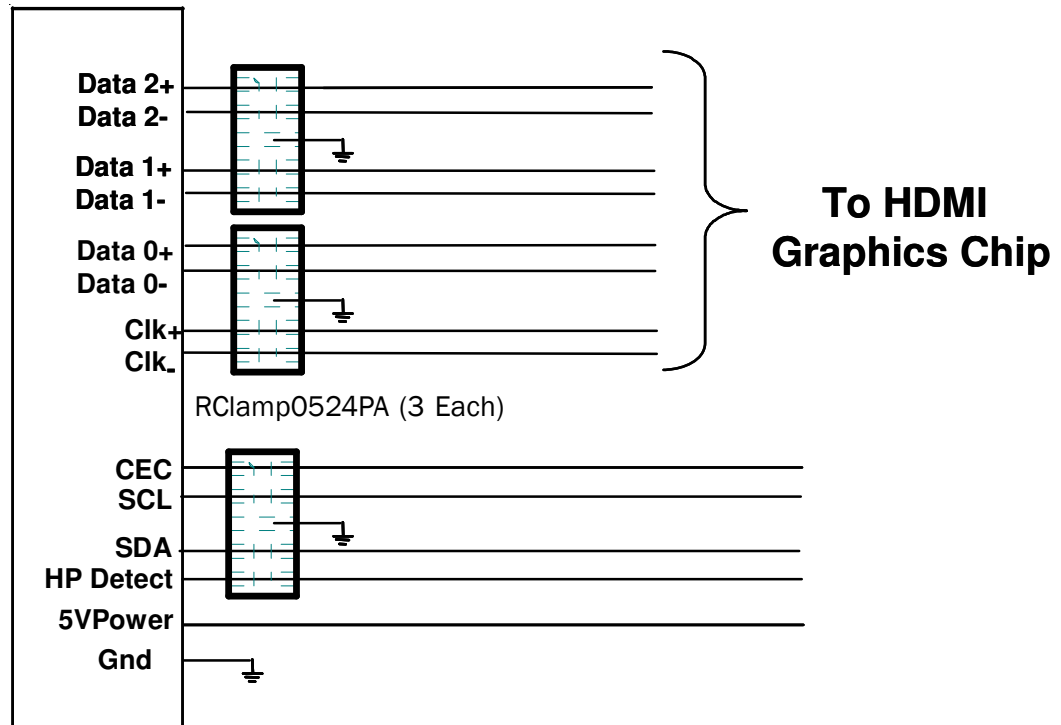 Data 2+
Data 2-
Data 1+
Data 1-
Data 0+
Data 0-
Clk+
Clk-
To HDMI
Graphics Chip
RClamp0524PA (3 Each)
CEC
SCL
SDA
HP Detect
5VPower
Gnd